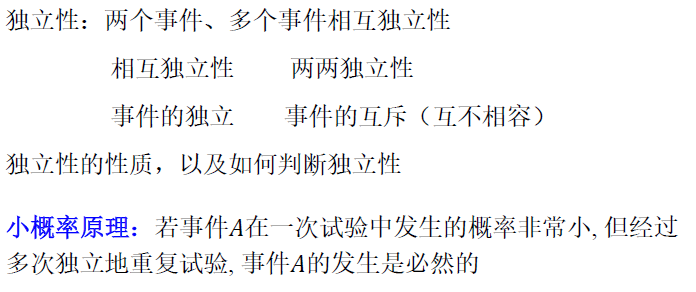 独立性：两个事件、多个事件相互独立性
相互独立性 两两独立性
事件的独立 事件的互斥（互不相容）
独立性的性质，以及如何判断独立性
小概率原理：若事件A在一次试验中发生的概率非常小, 但经过
多次独立地重复试验, 事件A的发生是必然的